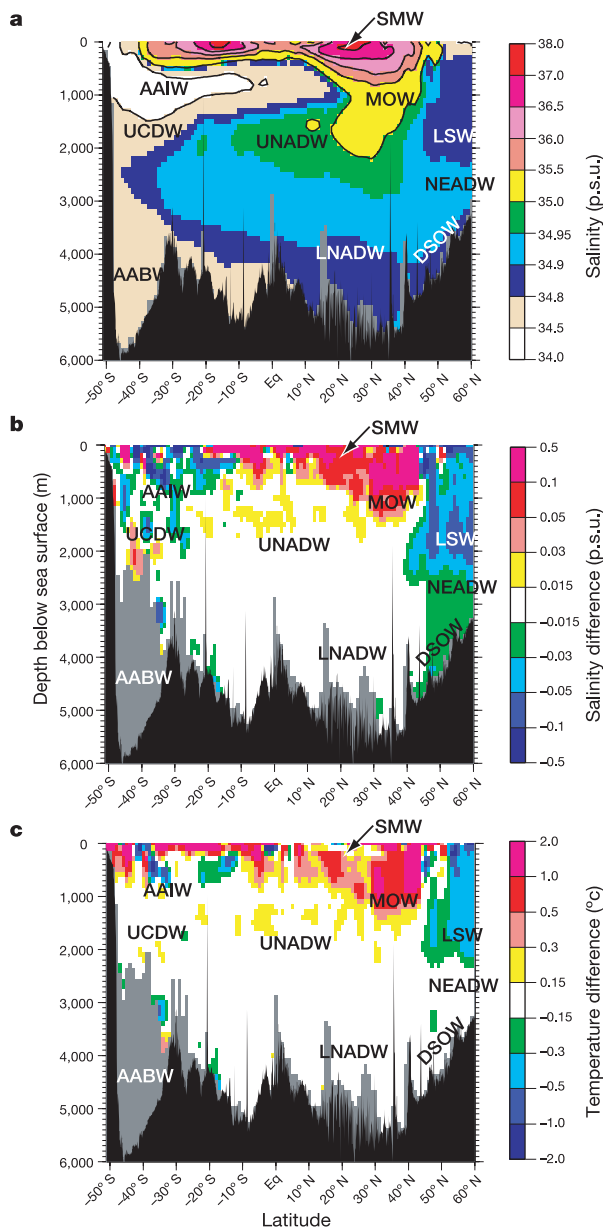 a
SMW
0
1,000
2,000
3,000
4,000
5,000
6,000
AAIW
MOW
UCDW
UNADW
LSW
NEADW
LNADW
DSOW
AABW
–50° S
–40° S
–30° S
–20° S
–10° S
Eq
10° N
20° N
30° N
40° N
50° N
60° N
38.0
37.0
36.5
36.0
35.5
35.0
34.95
34.9
34.8
34.5
34.0
Salinity (p.s.u.)
b
SMW
Depth below sea surface (m)
0
1,000
2,000
3,000
4,000
5,000
6,000
AAIW
MOW
UCDW
UNADW
LSW
NEADW
LNADW
DSOW
AABW
–50° S
–40° S
–30° S
–20° S
–10° S
Eq
10° N
20° N
30° N
40° N
50° N
60° N
0.5
0.1
0.05
0.03
0.015
–0.015
–0.03
–0.05
–0.1
–0.5
Salinity difference (p.s.u.)
c
SMW
0
1,000
2,000
3,000
4,000
5,000
6,000
AAIW
MOW
UCDW
UNADW
LSW
NEADW
LNADW
DSOW
AABW
–50° S
–40° S
–30° S
–20° S
–10° S
Eq
10° N
20° N
30° N
40° N
50° N
60° N
Latitude
2.0
1.0
0.5
0.3
0.15
–0.15
–0.3
–0.5
–1.0
–2.0
Temperature difference (°c)